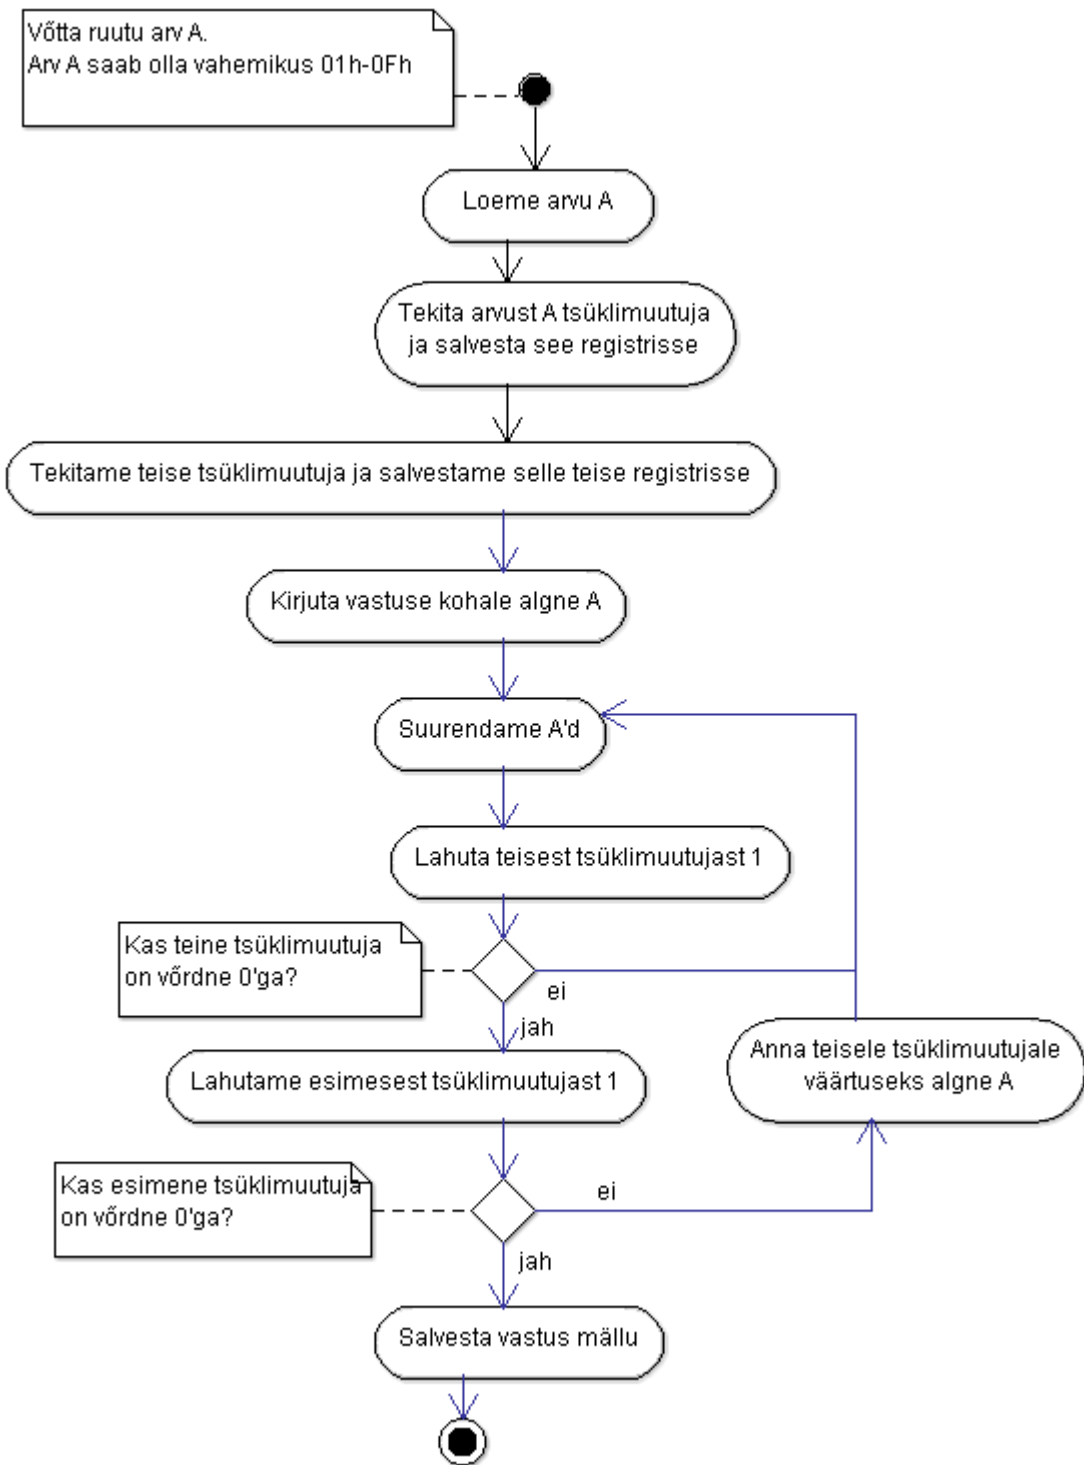 Võtta ruutu arv A.
Arv A saab olla vahemikus 01h-0Fh
Loeme arvu A
Tekita arvust A tsüklimuutuja
ja salvesta see registrisse
Tekitame teise tsüklimuutuja ja salvestame selle teise registrisse
Kirjuta vastuse kohale algne A
Suurendame A'd
Lahuta teisest tsüklimuutujast 1
Kas teine tsüklimuutuja
on võrdne 0'ga?
ei
jah
Lahutame esimesest tsüklimuutujast 1
Anna teisele tsüklimuutujale
väärtuseks algne A
Kas esimene tsüklimuutuja
on võrdne 0'ga?
ei
jah
Salvesta vastus mällu